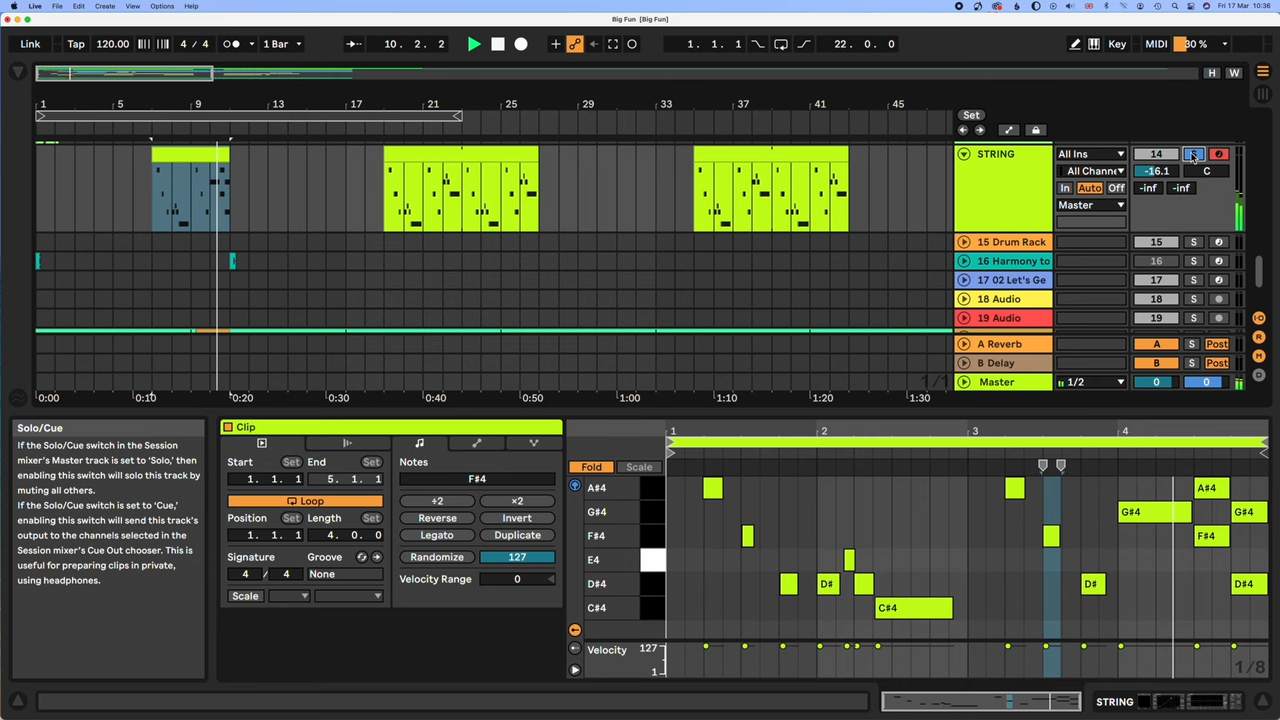 Live File Edit Create View Options Help Fri 17 Mar 10:36
Big Fun [Big Fun]
Link Tap 120.00 4 / 4 1 Bar 10. 2. 2 1. 1. 1 22. 0. 0 Key MIDI 30 %
H W
1 5 9 13 17 21 25 29 33 37 41 45
Set
STRING All Ins 14 S
All Channe -16.1 C
In Auto Off -inf -inf
Master
15 Drum Rack 15 S
16 Harmony to 16 S
17 02 Let's Ge 17 S
18 Audio 18 S
19 Audio 19 S
A Reverb A S Post
B Delay B S Post
1/1
Master 1/2 0 0
0:00 0:10 0:20 0:30 0:40 0:50 1:00 1:10 1:20 1:30
Solo/Cue
If the Solo/Cue switch in the Session
mixer's Master track is set to 'Solo,' then
enabling this switch will solo this track by
muting all others.
If the Solo/Cue switch is set to 'Cue,'
enabling this switch will send this track's
output to the channels selected in the
Session mixer's Cue Out chooser. This is
useful for preparing clips in private,
using headphones.
Clip
Start Set End Set
1. 1. 1 5. 1. 1
Loop
Position Set Length Set
1. 1. 1 4. 0. 0
Signature Groove
4 / 4 None
Scale
Notes
F#4
÷2 ×2
Reverse Invert
Legato Duplicate
Randomize 127
Velocity Range 0
1 2 3 4
Fold Scale
A#4 A#4
G#4 G#4 G#4
F#4 F#4
E4
D#4 D# D# D#4
C#4 C#4
Velocity 127
1
1/8
STRING